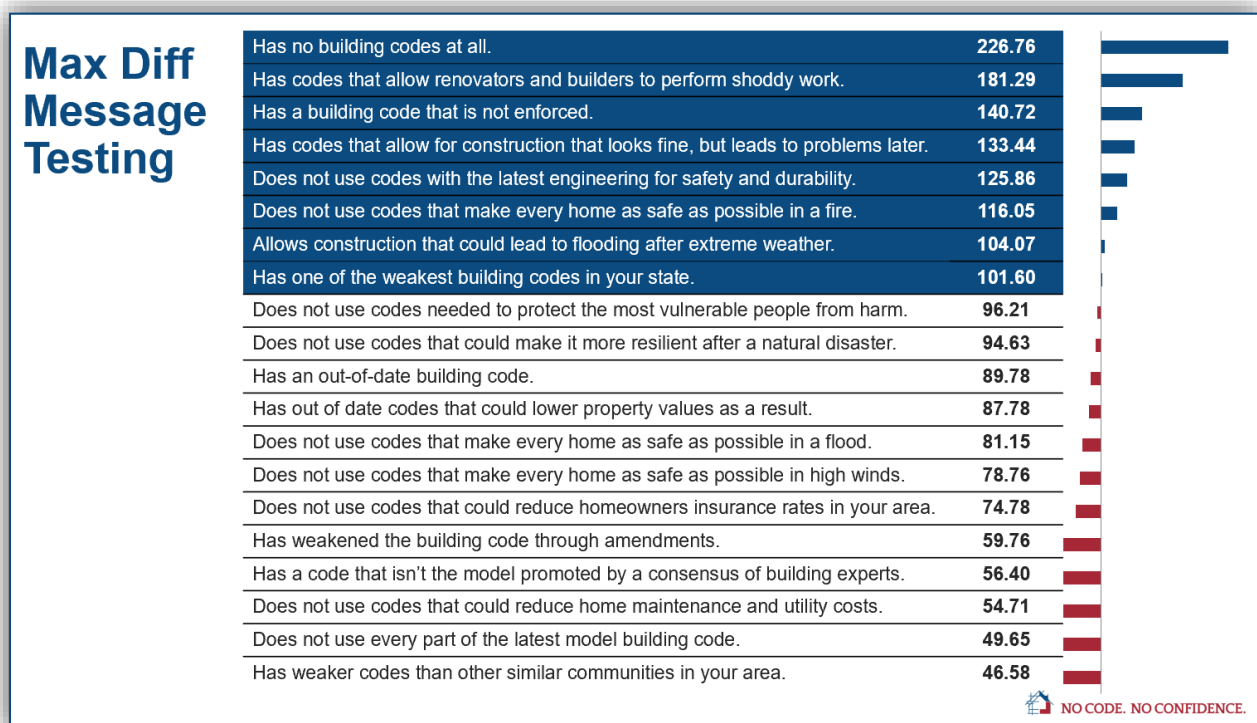 Max Diff
Message
Testing
Has no building codes at all. 226.76
Has codes that allow renovators and builders to perform shoddy work. 181.29
Has a building code that is not enforced. 140.72
Has codes that allow for construction that looks fine, but leads to problems later. 133.44
Does not use codes with the latest engineering for safety and durability. 125.86
Does not use codes that make every home as safe as possible in a fire. 116.05
Allows construction that could lead to flooding after extreme weather. 104.07
Has one of the weakest building codes in your state. 101.60
Does not use codes needed to protect the most vulnerable people from harm. 96.21
Does not use codes that could make it more resilient after a natural disaster. 94.63
Has an out-of-date building code. 89.78
Has out of date codes that could lower property values as a result. 87.78
Does not use codes that make every home as safe as possible in a flood. 81.15
Does not use codes that make every home as safe as possible in high winds. 78.76
Does not use codes that could reduce homeowners insurance rates in your area. 74.78
Has weakened the building code through amendments. 59.76
Has a code that isn’t the model promoted by a consensus of building experts. 56.40
Does not use codes that could reduce home maintenance and utility costs. 54.71
Does not use every part of the latest model building code. 49.65
Has weaker codes than other similar communities in your area. 46.58
NO CODE. NO CONFIDENCE.